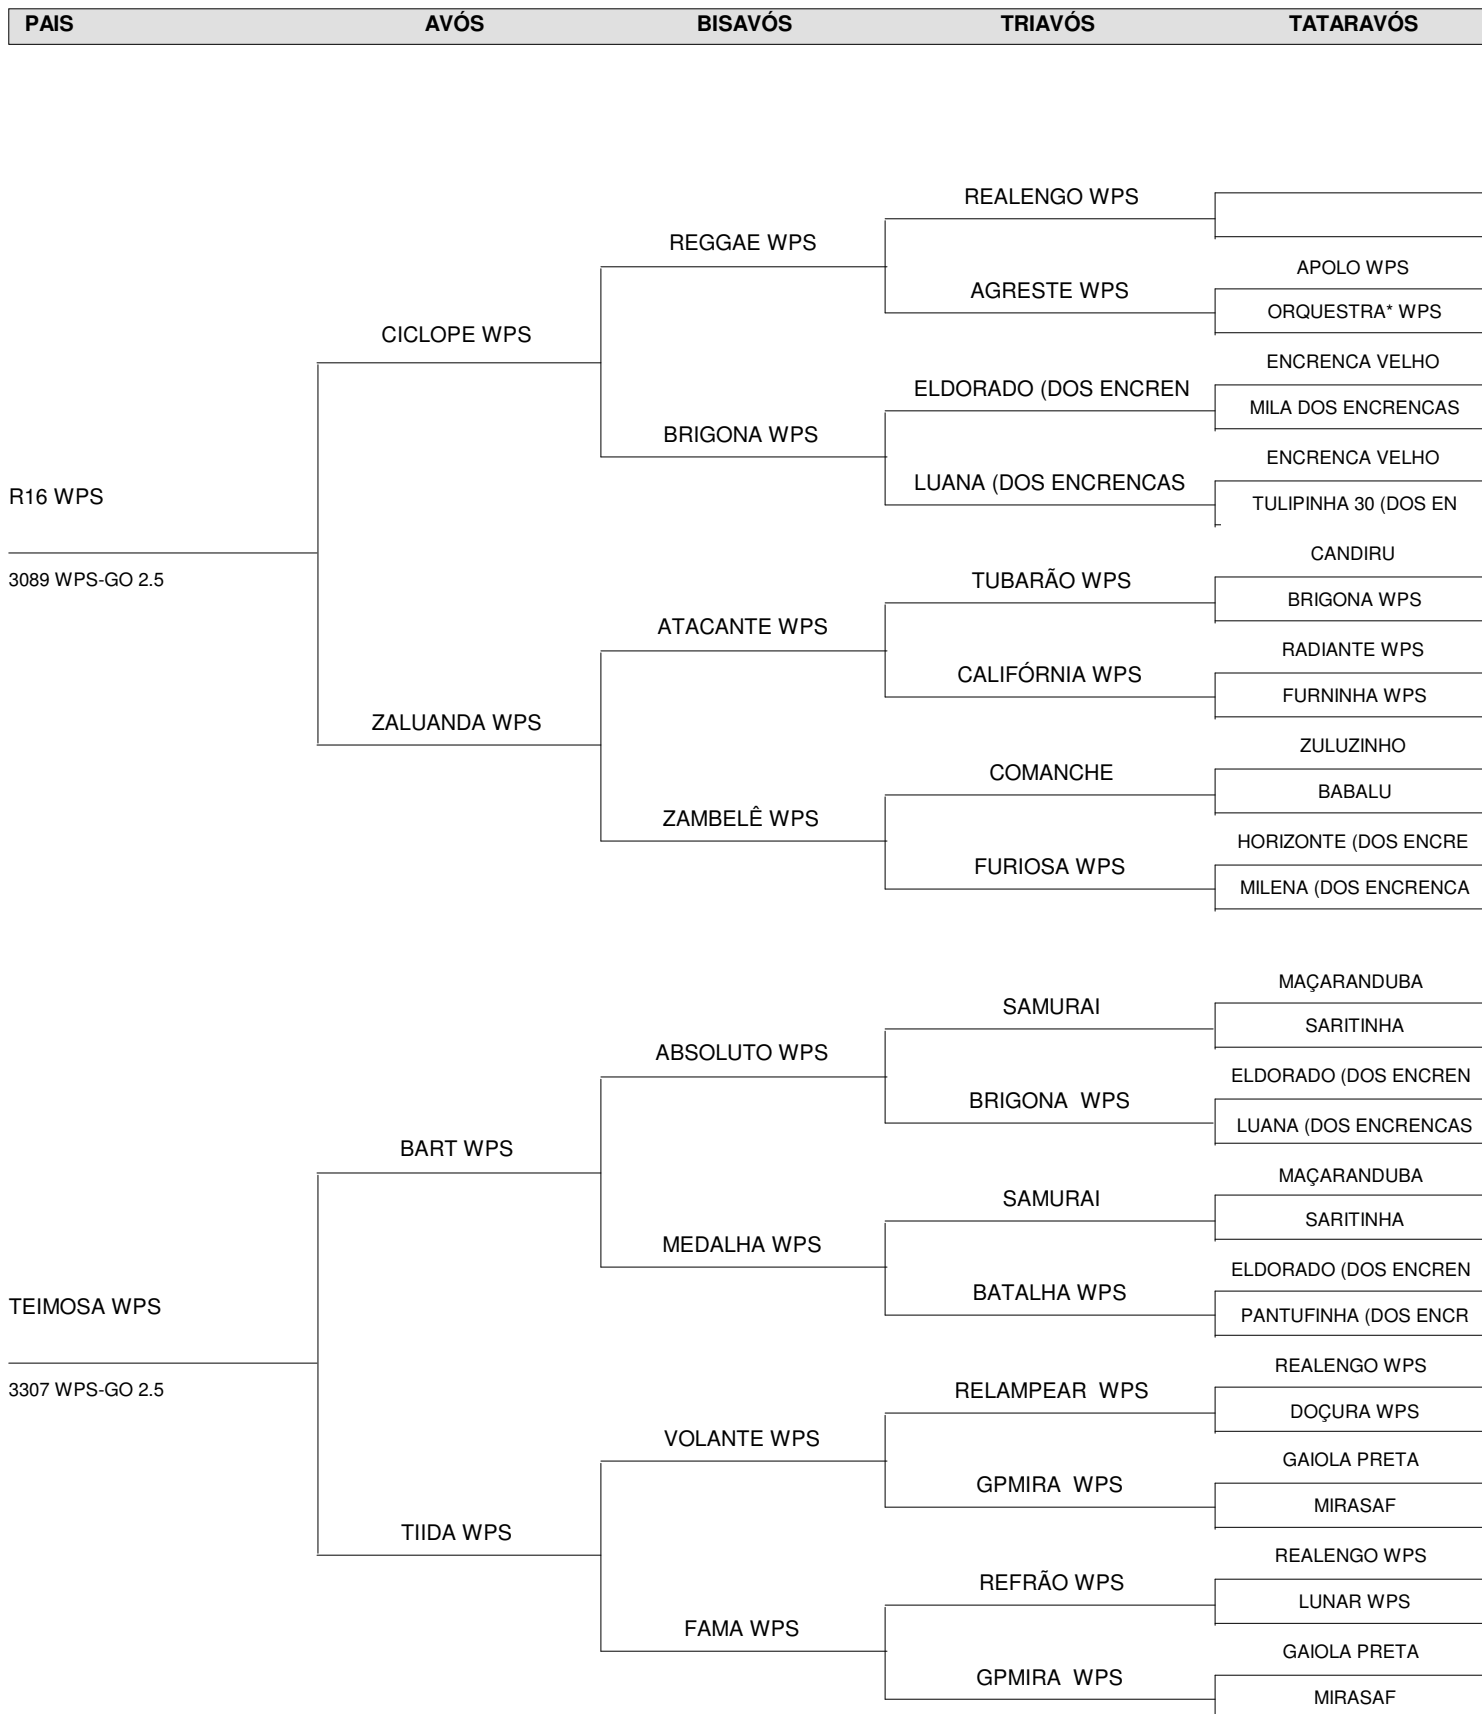 PAIS AVÓS BISAVÓS TRIAVÓS TATARAVÓS
REALENGO WPS
REGGAE WPS
APOLO WPS
AGRESTE WPS
ORQUESTRA* WPS
CICLOPE WPS
ENCRENCA VELHO
ELDORADO (DOS ENCREN
MILA DOS ENCRENCAS
BRIGONA WPS
ENCRENCA VELHO
LUANA (DOS ENCRENCAS
R16 WPS
TULIPINHA 30 (DOS EN
CANDIRU
3089 WPS-GO 2.5
TUBARÃO WPS
BRIGONA WPS
ATACANTE WPS
RADIANTE WPS
CALIFÓRNIA WPS
FURNINHA WPS
ZALUANDA WPS
ZULUZINHO
COMANCHE
BABALU
ZAMBELÊ WPS
HORIZONTE (DOS ENCRE
FURIOSA WPS
MILENA (DOS ENCRENCA
MAÇARANDUBA
SAMURAI
SARITINHA
ABSOLUTO WPS
ELDORADO (DOS ENCREN
BRIGONA  WPS
LUANA (DOS ENCRENCAS
BART WPS
MAÇARANDUBA
SAMURAI
SARITINHA
MEDALHA WPS
ELDORADO (DOS ENCREN
BATALHA WPS
TEIMOSA WPS
PANTUFINHA (DOS ENCR
REALENGO WPS
3307 WPS-GO 2.5
RELAMPEAR  WPS
DOÇURA WPS
VOLANTE WPS
GAIOLA PRETA
GPMIRA  WPS
MIRASAF
TIIDA WPS
REALENGO WPS
REFRÃO WPS
LUNAR WPS
FAMA WPS
GAIOLA PRETA
GPMIRA  WPS
MIRASAF